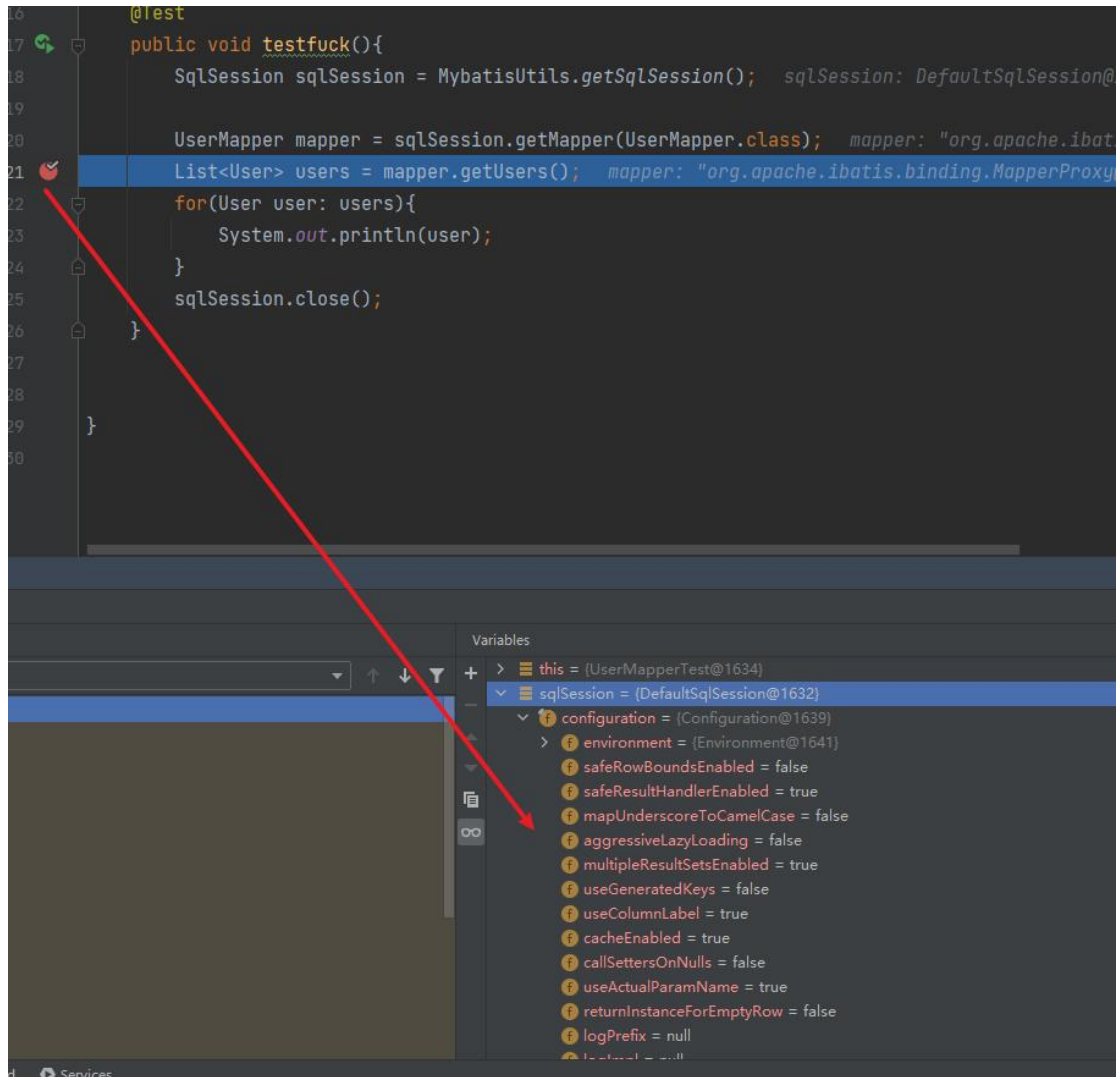 16 @Test
17 public void testfuck(){
18 SqlSession sqlSession = MybatisUtils.getSqlSession(); sqlSession: DefaultSqlSession@
19
20 UserMapper mapper = sqlSession.getMapper(UserMapper.class); mapper: "org.apache.ibati
21 List<User> users = mapper.getUsers(); mapper: "org.apache.ibatis.binding.MapperProxy
22 for(User user: users){
23 System.out.println(user);
24 }
25 sqlSession.close();
26 }
27
28
29 }
30
Variables
this = {UserMapperTest@1634}
sqlSession = {DefaultSqlSession@1632}
configuration = {Configuration@1639}
environment = {Environment@1641}
safeRowBoundsEnabled = false
safeResultHandlerEnabled = true
mapUnderscoreToCamelCase = false
aggressiveLazyLoading = false
multipleResultSetsEnabled = true
useGeneratedKeys = false
useColumnLabel = true
cacheEnabled = true
callSettersOnNulls = false
useActualParamName = true
returnInstanceForEmptyRow = false
logPrefix = null
logImpl = null
d Services